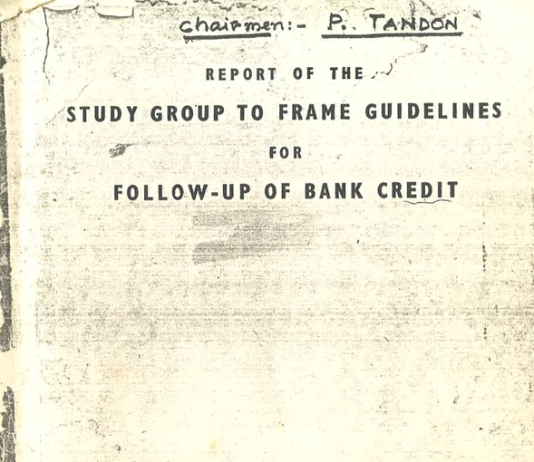 chairmen:- P. TANDON
REPORT OF THE
STUDY GROUP TO FRAME GUIDELINES
FOR
FOLLOW-UP OF BANK CREDIT